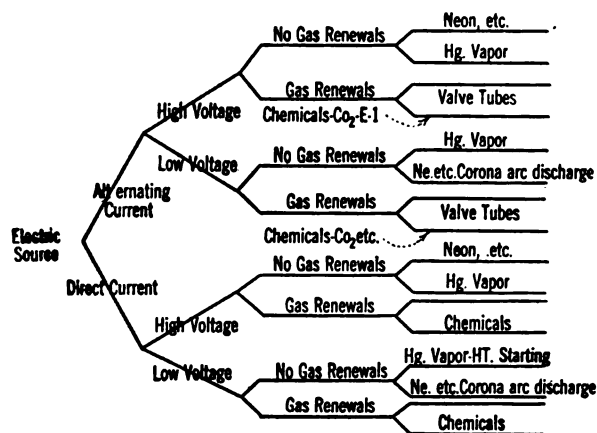 Neon, etc.
No Gas Renewals
Hg. Vapor
Gas Renewals
Valve Tubes
High Voltage
Chemicals-Co2-E-1
Hg. Vapor
No Gas Renewals
Low Voltage
Ne.etc.Corona arc discharge
Alternating
Current
Gas Renewals
Valve Tubes
Electric
Source
Chemicals-Co2etc.
Neon, .etc.
No Gas Renewals
Direct Current
Hg. Vapor
Gas Renewals
High Voltage
Chemicals
Hg. Vapor-HT. Starting
Low Voltage
No Gas Renewals
Ne. etc.Corona arc discharge
Gas Renewals
Chemicals